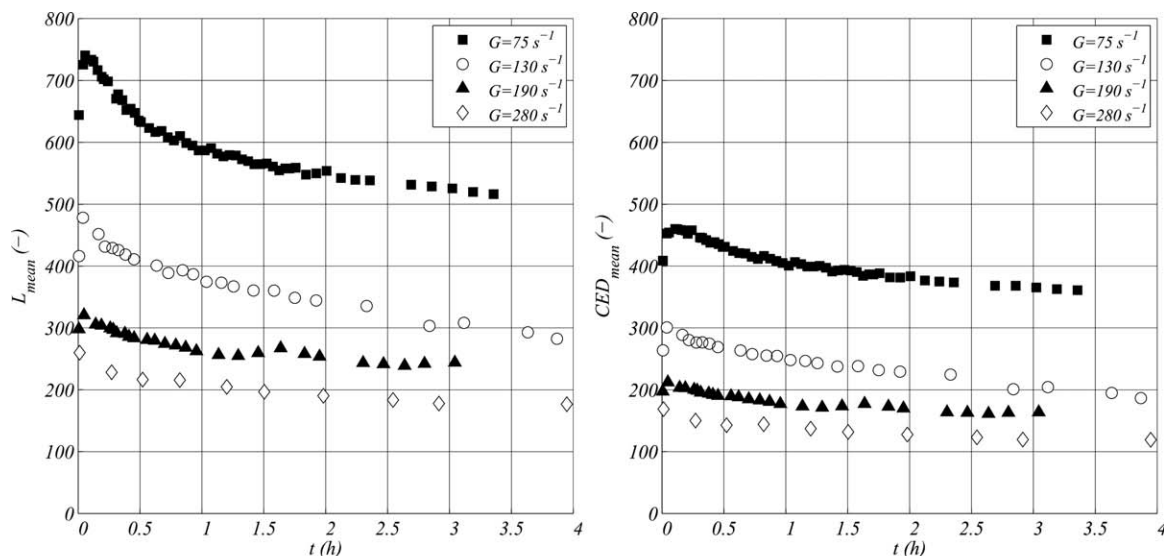 800
700
600
500
400
300
200
100
0
L_mean (−)
0 0.5 1 1.5 2 2.5 3 3.5 4
t (h)
G=75 s⁻¹
G=130 s⁻¹
G=190 s⁻¹
G=280 s⁻¹
800
700
600
500
400
300
200
100
0
CED_mean (−)
0 0.5 1 1.5 2 2.5 3 3.5 4
t (h)
G=75 s⁻¹
G=130 s⁻¹
G=190 s⁻¹
G=280 s⁻¹